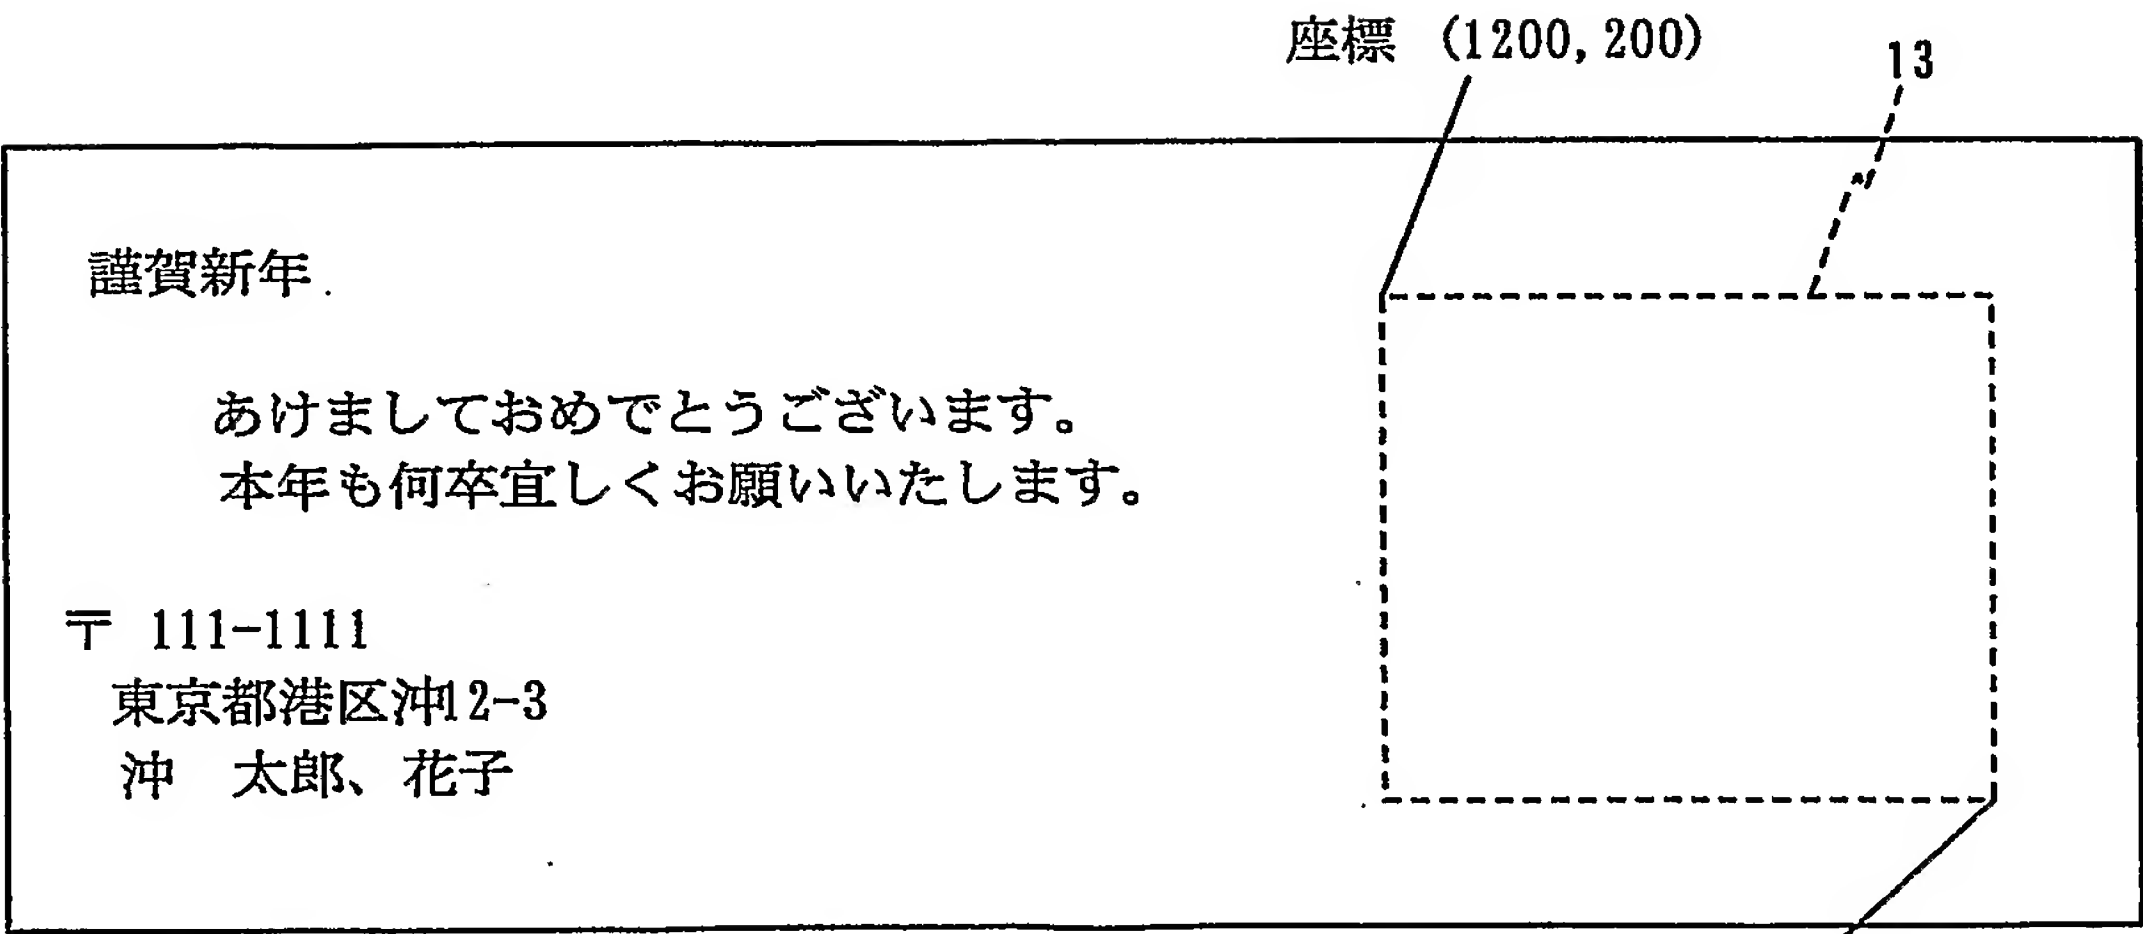 座標 (1200,200)
13
謹賀新年
あけましておめでとうございます。
本年も何卒宜しくお願いいたします。
〒 111-1111
東京都港区沖12-3
沖 太郎、花子